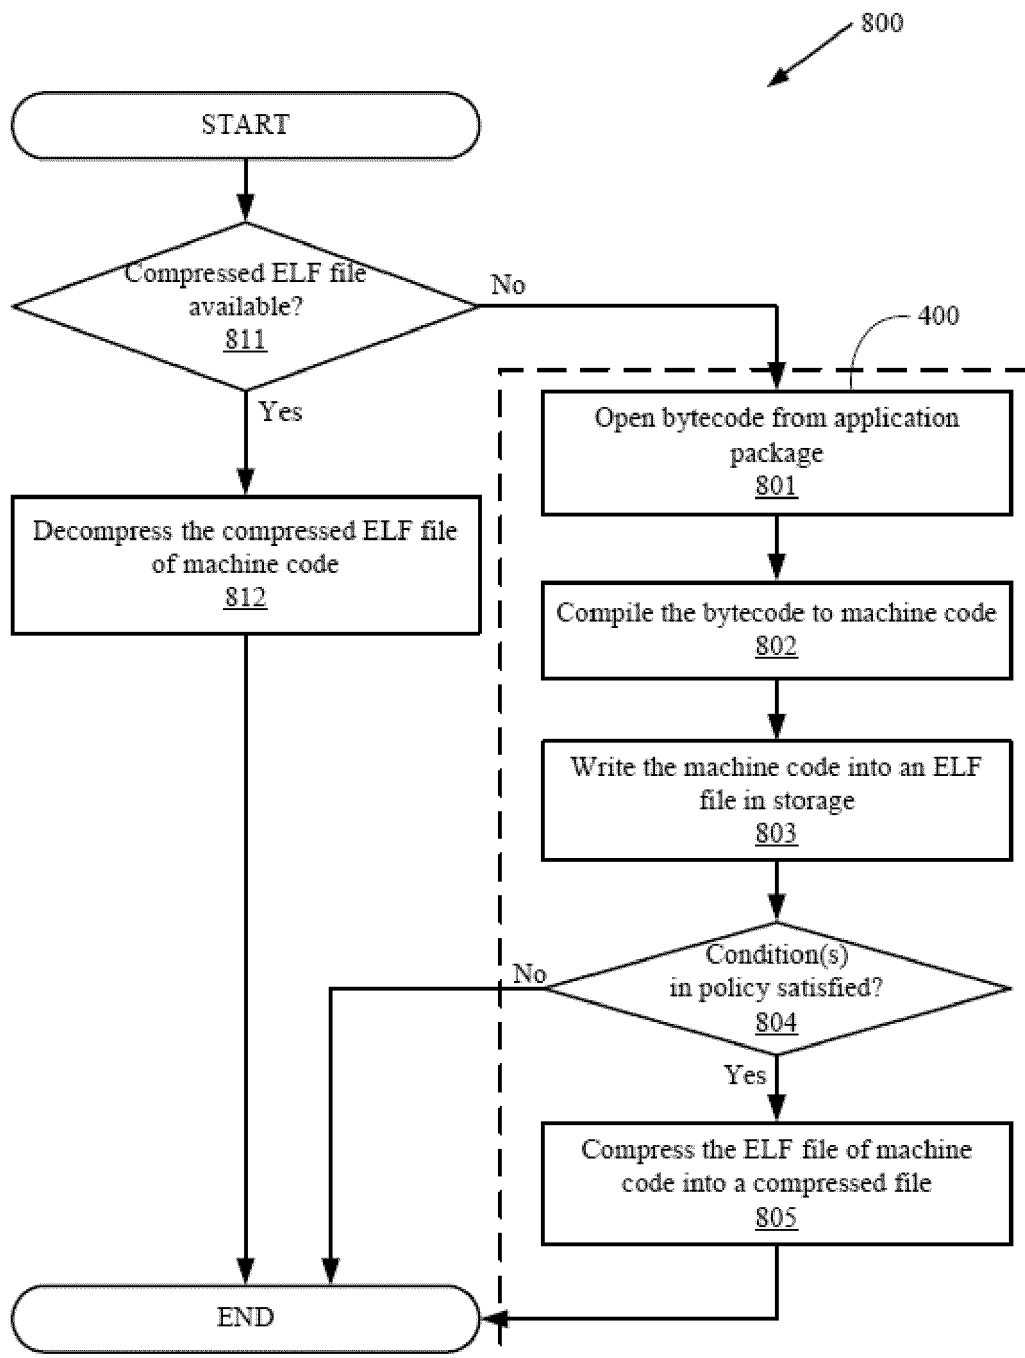 800
START
Compressed ELF file
available?
811
No
400
Yes
Open bytecode from application
package
801
Decompress the compressed ELF file
of machine code
812
Compile the bytecode to machine code
802
Write the machine code into an ELF
file in storage
803
Condition(s)
in policy satisfied?
804
No
Yes
Compress the ELF file of machine
code into a compressed file
805
END